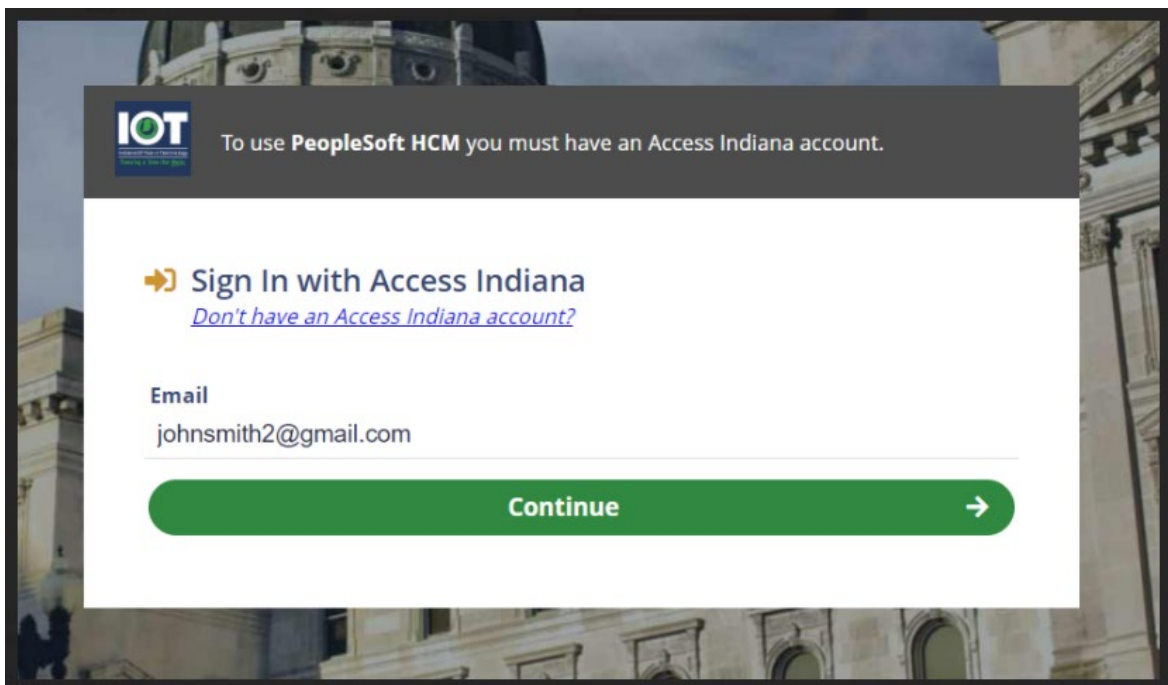 IOT
To use PeopleSoft HCM you must have an Access Indiana account.
Sign In with Access Indiana
Don't have an Access Indiana account?
Email
johnsmith2@gmail.com
Continue